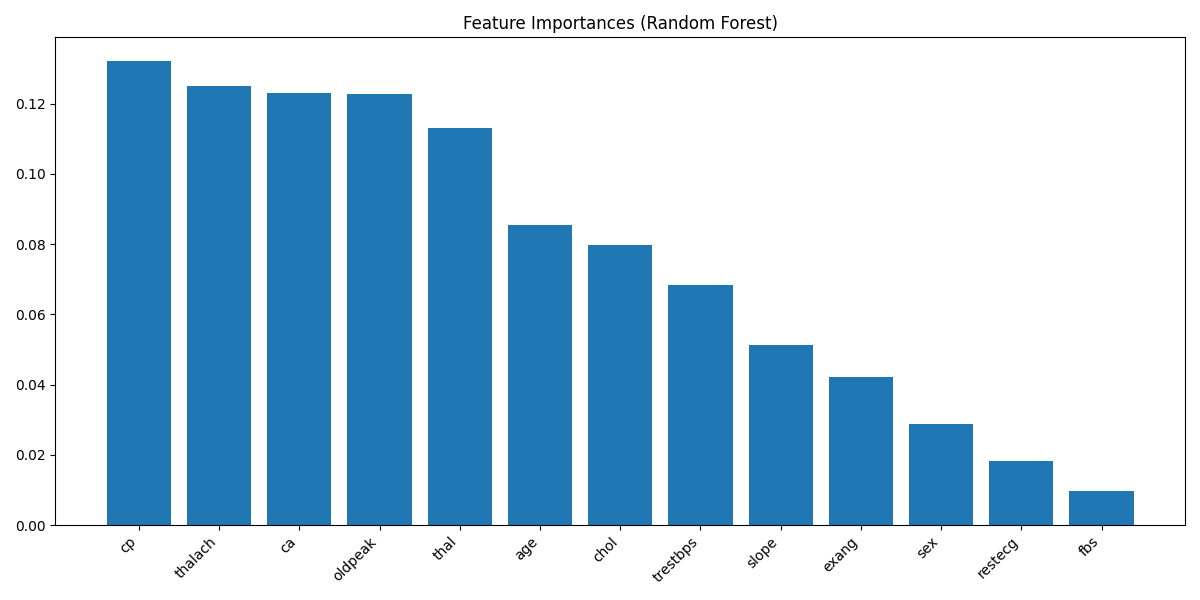 Feature Importances (Random Forest)
0.12
0.10
0.08
0.06
0.04
0.02
0.00
cp
thalach
ca
oldpeak
thal
age
chol
trestbps
slope
exang
sex
restecg
fbs